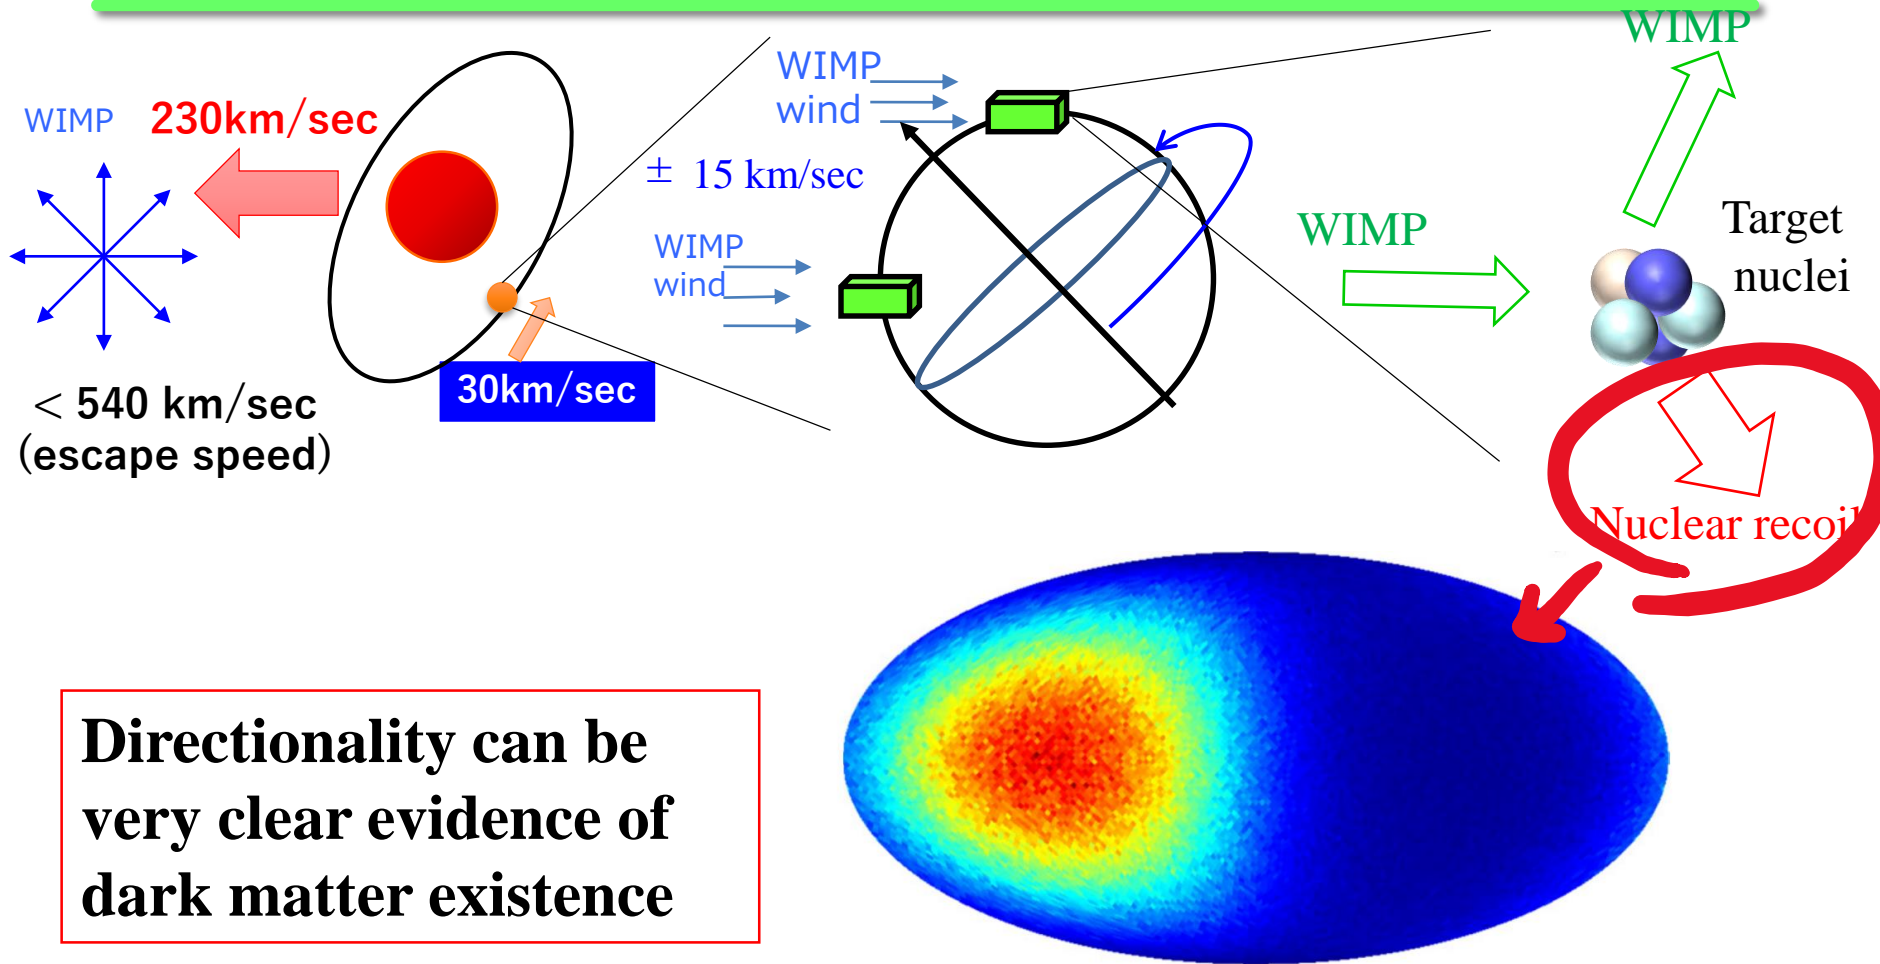 WIMP
230km/sec
< 540 km/sec
(escape speed)
30km/sec
± 15 km/sec
WIMP
wind
WIMP
wind
WIMP
WIMP
Target
nuclei
Nuclear recoil
Directionality can be
very clear evidence of
dark matter existence